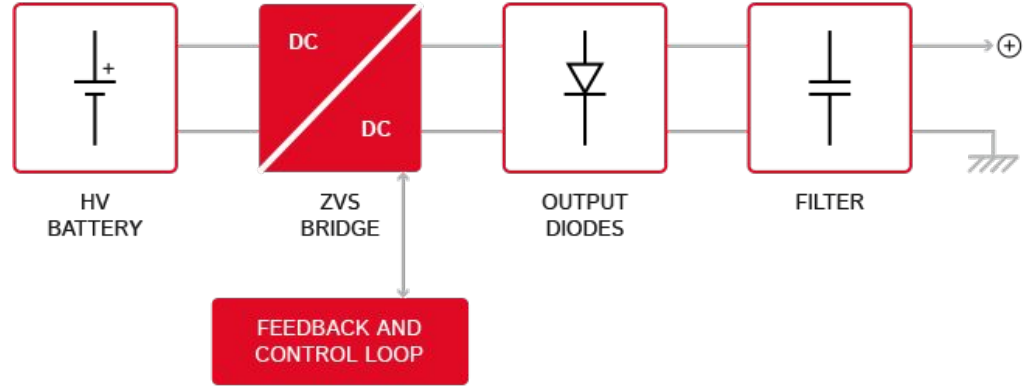 DC
DC
HV
BATTERY
ZVS
BRIDGE
OUTPUT
DIODES
FILTER
FEEDBACK AND
CONTROL LOOP